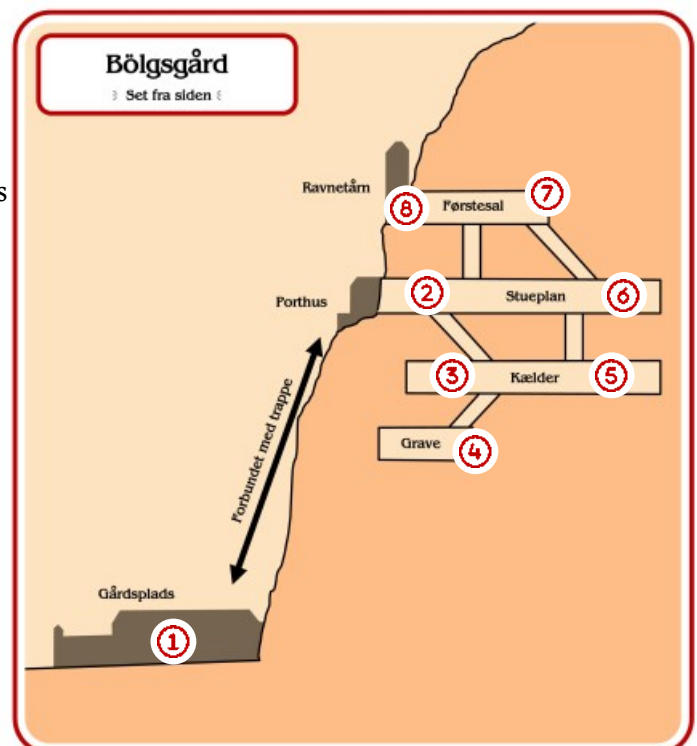 Bölgsgård
Set fra siden
s
Ravnetårn
8
Førstesal
7
Porthus
2
Stueplan
6
3
Kælder
5
Grave
4
Forbundet med trappe
Gårdsplads
1